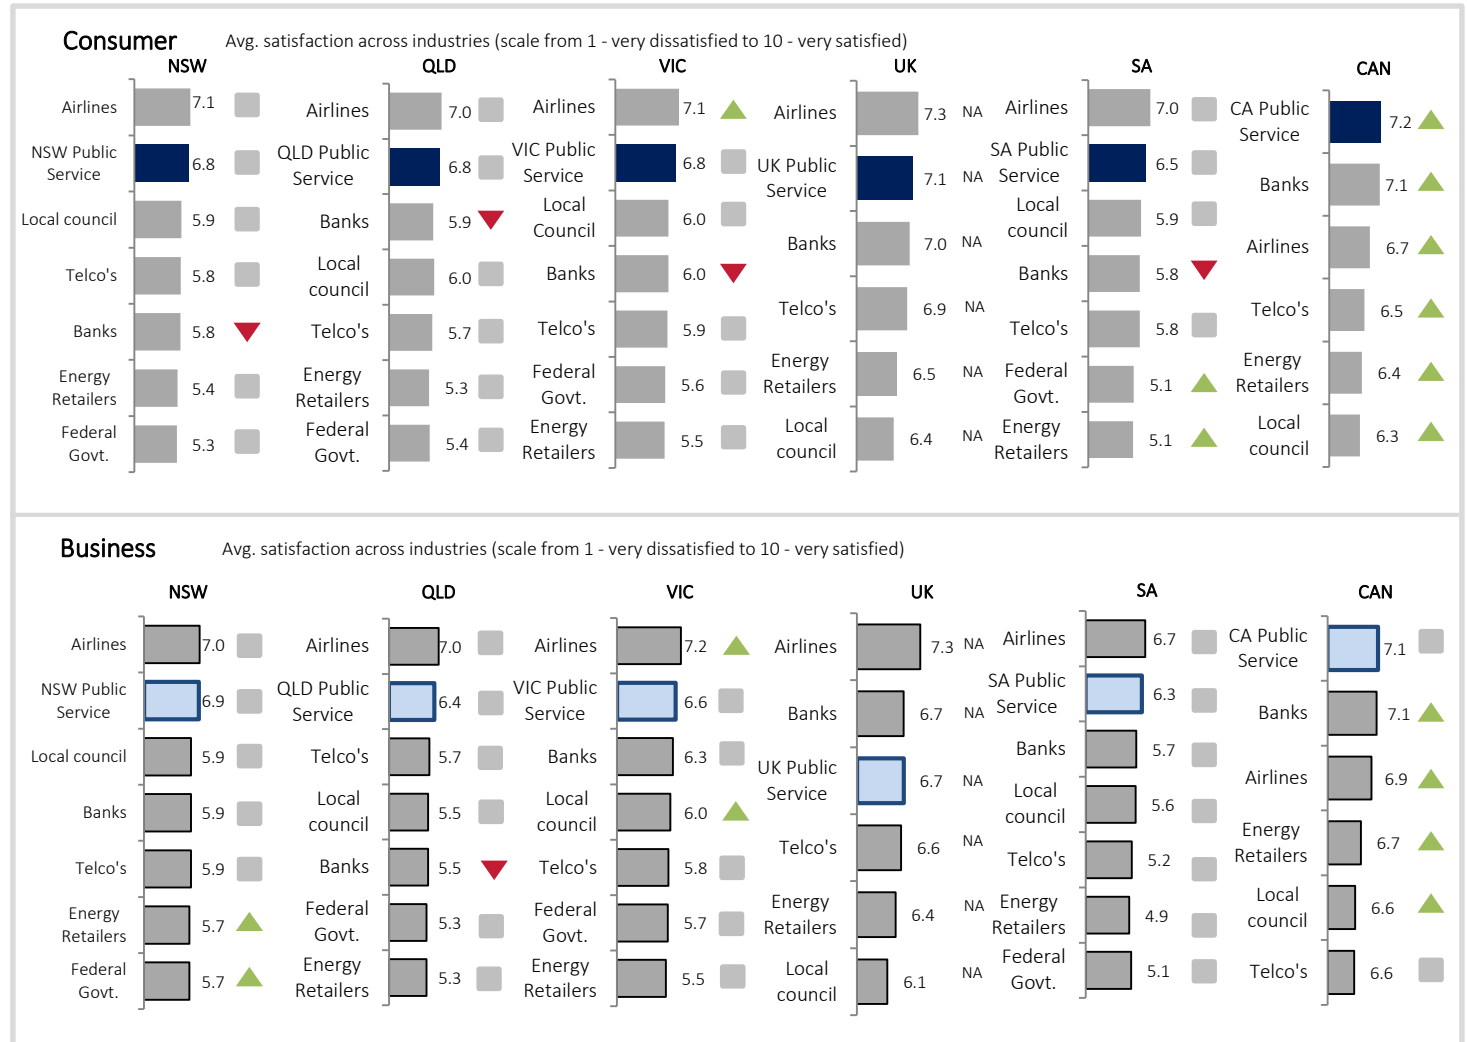 Consumer
Avg. satisfaction across industries (scale from 1 - very dissatisfied to 10 - very satisfied)
NSW
Airlines 7.1
NSW Public
Service 6.8
Local council 5.9
Telco's 5.8
Banks 5.8
Energy
Retailers 5.4
Federal
Govt. 5.3
QLD
Airlines 7.0
QLD Public
Service 6.8
Banks 5.9
Local
council 6.0
Telco's 5.7
Energy
Retailers 5.3
Federal
Govt. 5.4
VIC
Airlines 7.1
VIC Public
Service 6.8
Local
Council 6.0
Banks 6.0
Telco's 5.9
Federal
Govt. 5.6
Energy
Retailers 5.5
UK
Airlines 7.3 NA
UK Public
Service 7.1 NA
Banks 7.0 NA
Telco's 6.9 NA
Energy
Retailers 6.5 NA
Local
council 6.4 NA
SA
Airlines 7.0
SA Public
Service 6.5
Local
council 5.9
Banks 5.8
Telco's 5.8
Federal
Govt. 5.1
Energy
Retailers 5.1
CAN
CA Public
Service 7.2
Banks 7.1
Airlines 6.7
Telco's 6.5
Energy
Retailers 6.4
Local
council 6.3
Business
Avg. satisfaction across industries (scale from 1 - very dissatisfied to 10 - very satisfied)
NSW
Airlines 7.0
NSW Public
Service 6.9
Local council 5.9
Banks 5.9
Telco's 5.9
Energy
Retailers 5.7
Federal
Govt. 5.7
QLD
Airlines 7.0
QLD Public
Service 6.4
Telco's 5.7
Local
council 5.5
Banks 5.5
Federal
Govt. 5.3
Energy
Retailers 5.3
VIC
Airlines 7.2
VIC Public
Service 6.6
Banks 6.3
Local
council 6.0
Telco's 5.8
Federal
Govt. 5.7
Energy
Retailers 5.5
UK
Airlines 7.3 NA
Banks 6.7 NA
UK Public
Service 6.7 NA
Telco's 6.6 NA
Energy
Retailers 6.4 NA
Local
council 6.1 NA
SA
Airlines 6.7
SA Public
Service 6.3
Banks 5.7
Local
council 5.6
Telco's 5.2
Energy
Retailers 4.9
Federal
Govt. 5.1
CAN
CA Public
Service 7.1
Banks 7.1
Airlines 6.9
Energy
Retailers 6.7
Local
council 6.6
Telco's 6.6